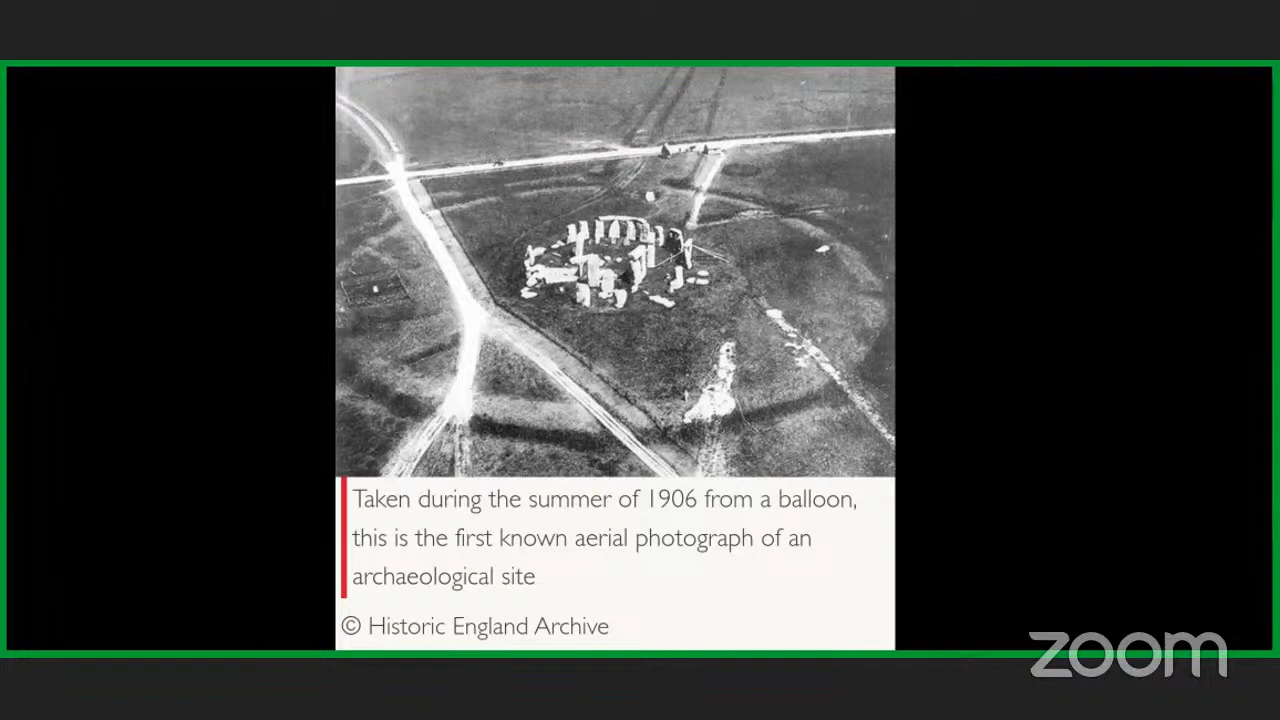 Taken during the summer of 1906 from a balloon,
this is the first known aerial photograph of an
archaeological site
© Historic England Archive
zoom